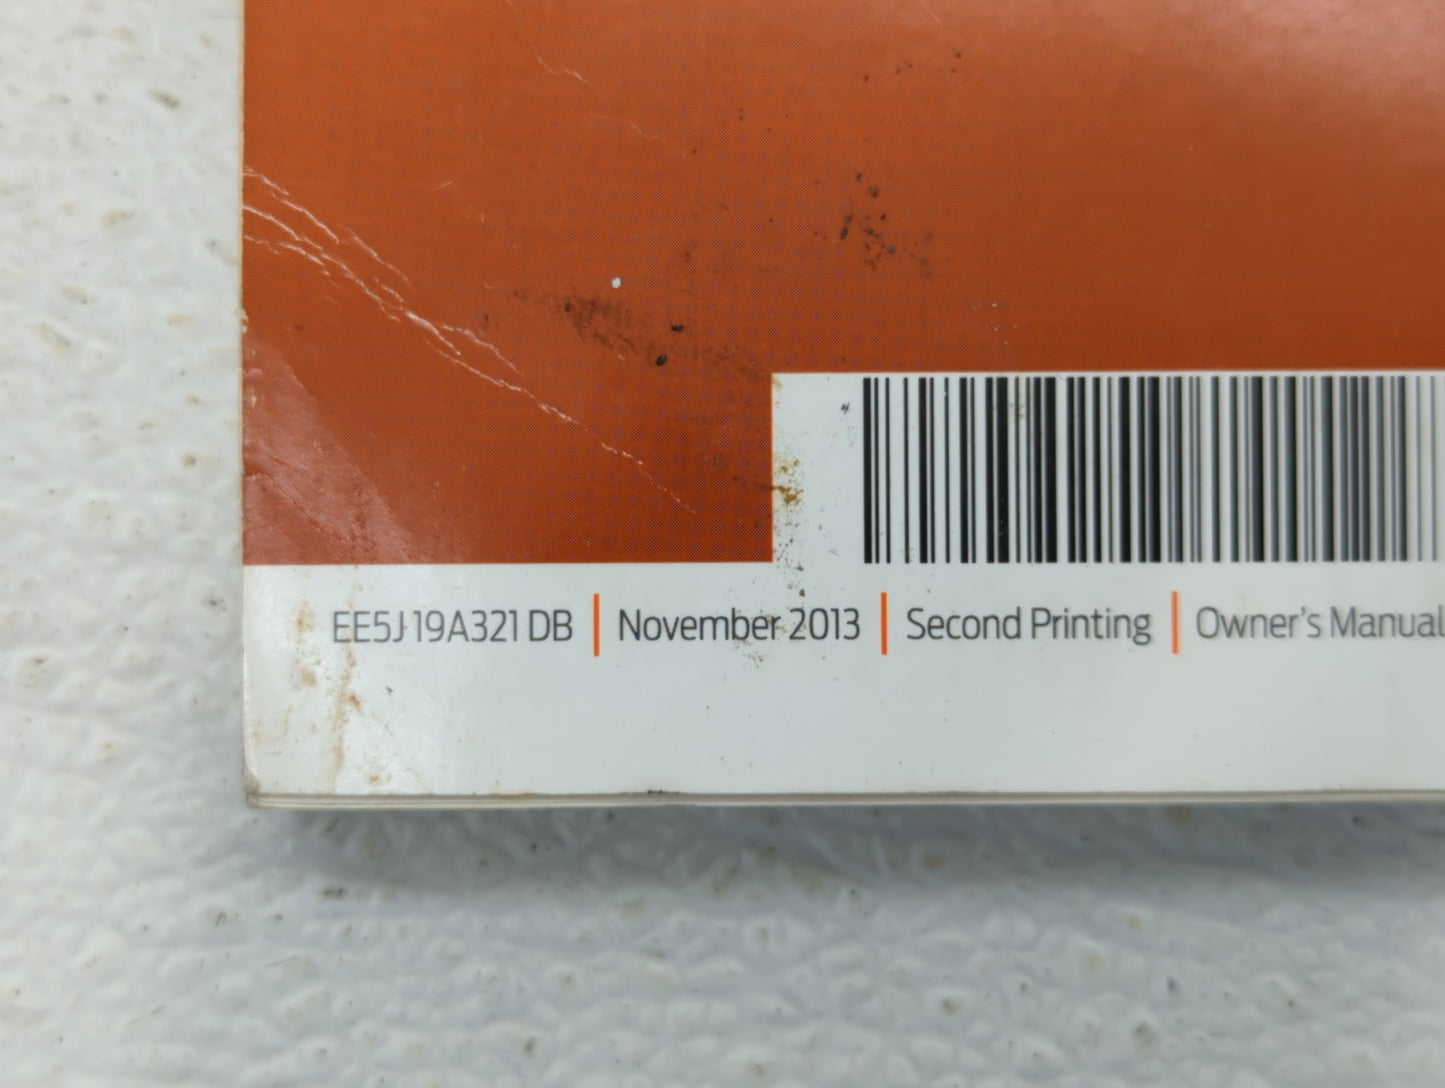 EE5J 19A321 DB | November 2013 | Second Printing | Owner's Manual